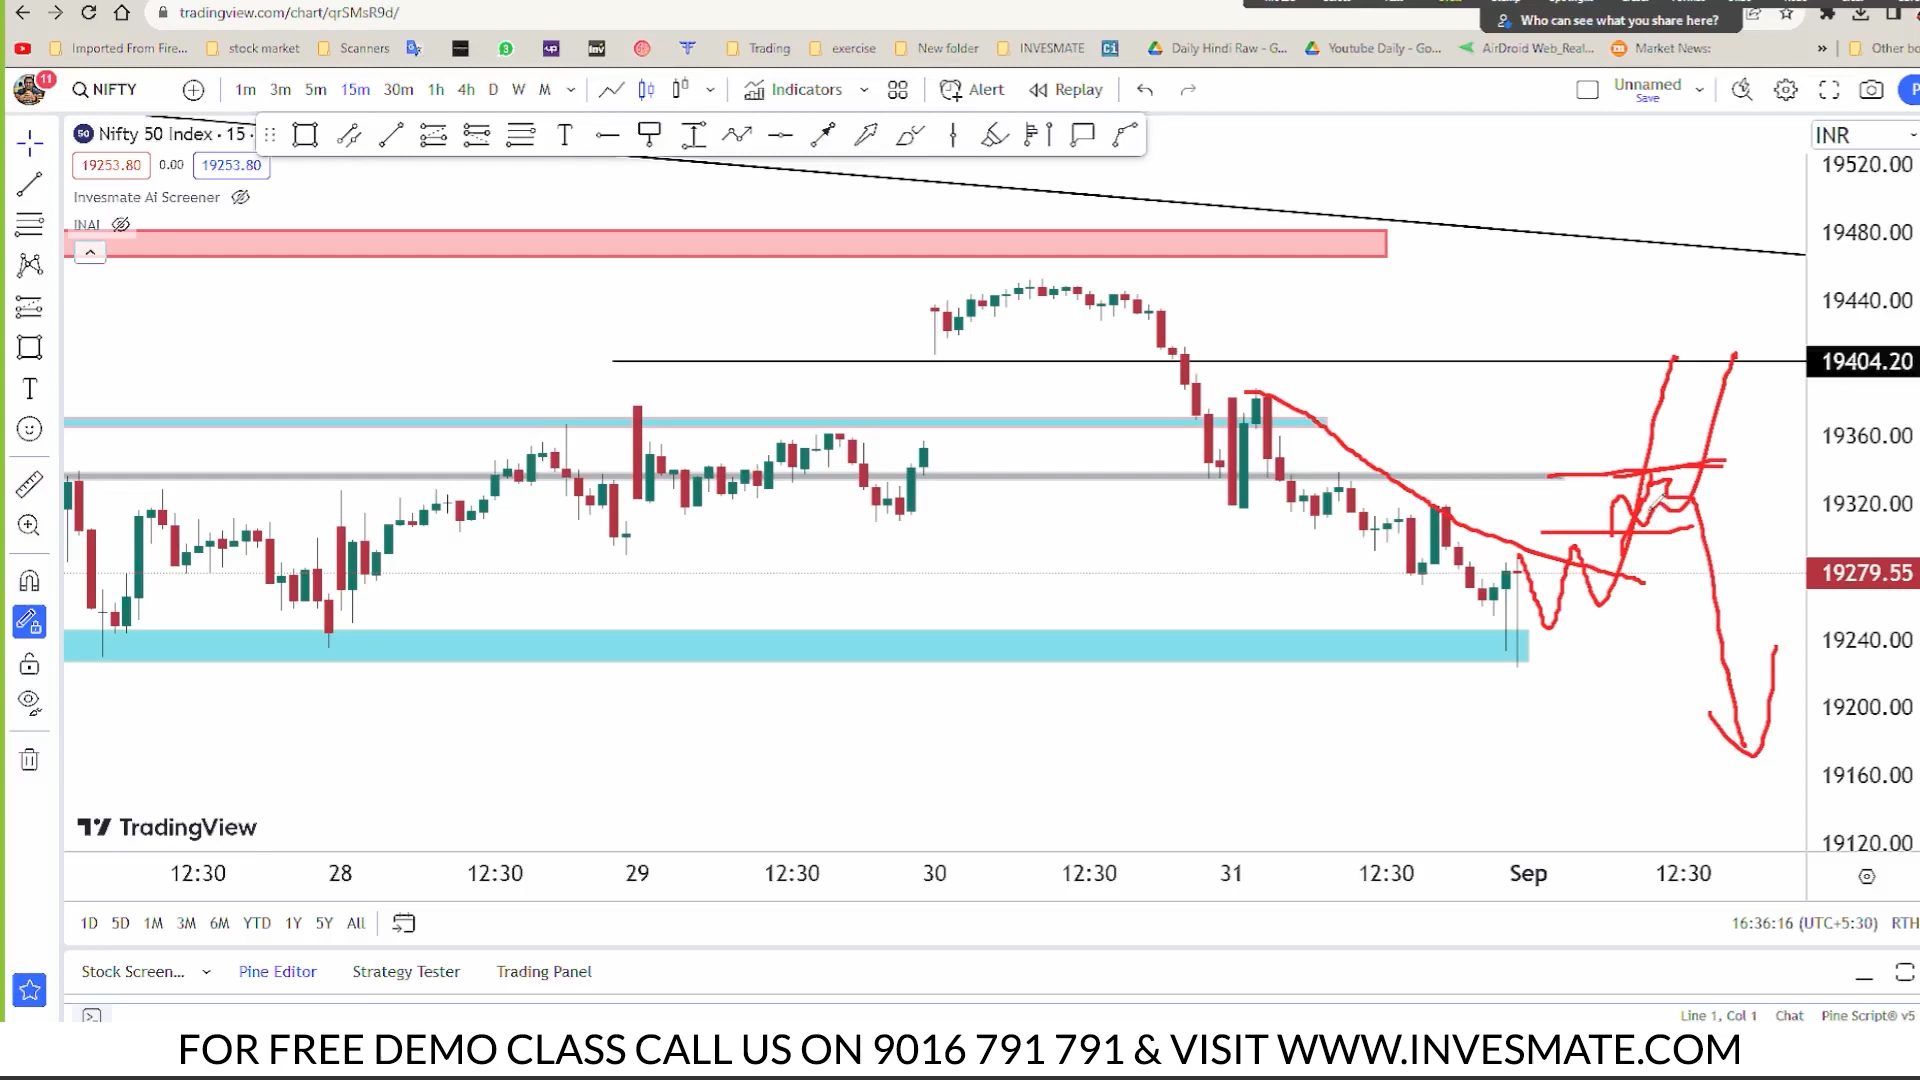 tradingview.com/chart/qrSMsR9d/
Who can see what you share here?
Imported From Fire...
stock market
Scanners
Trading
exercise
New folder
INVESMATE
Daily Hindi Raw - G...
Youtube Daily - Go...
AirDroid Web_Real...
Market News:
»
Other bo
11
NIFTY
1m
3m
5m
15m
30m
1h
4h
D
W
M
Indicators
Alert
Replay
Unnamed
Save
P
50
Nifty 50 Index · 15 ·
19253.80
0.00
19253.80
Invesmate Ai Screener
INAI
INR
19520.00
19480.00
19440.00
19404.20
19360.00
19320.00
19279.55
19240.00
19200.00
19160.00
19120.00
TradingView
12:30
28
12:30
29
12:30
30
12:30
31
12:30
Sep
12:30
1D
5D
1M
3M
6M
YTD
1Y
5Y
All
16:36:16 (UTC+5:30)
RTH
Stock Screen...
Pine Editor
Strategy Tester
Trading Panel
Line 1, Col 1
Chat
Pine Script® v5
FOR FREE DEMO CLASS CALL US ON 9016 791 791 & VISIT WWW.INVESMATE.COM